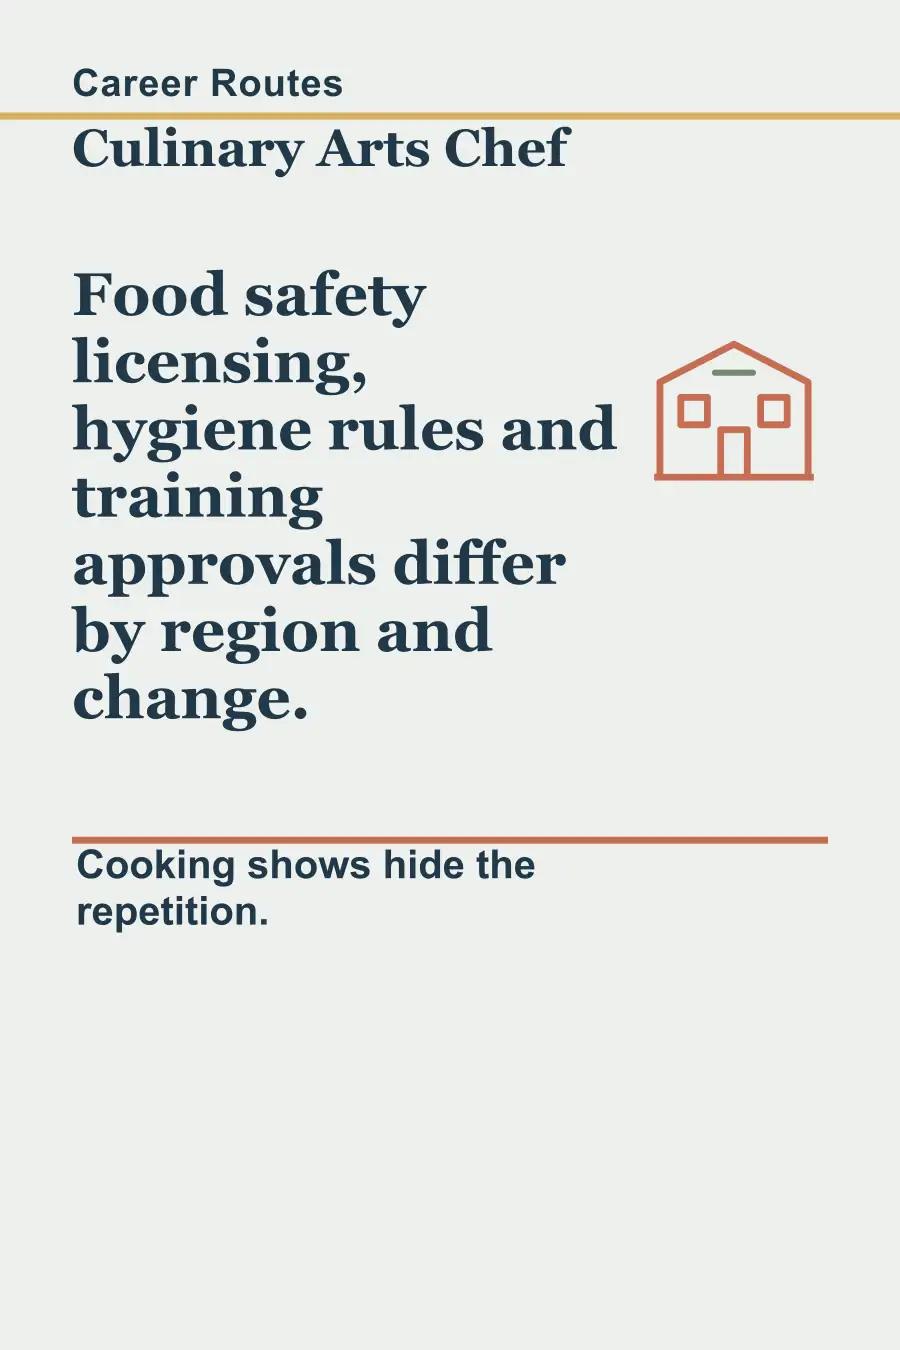 Career Routes
Culinary Arts Chef
Food safety
licensing,
hygiene rules and
training
approvals differ
by region and
change.
Cooking shows hide the
repetition.